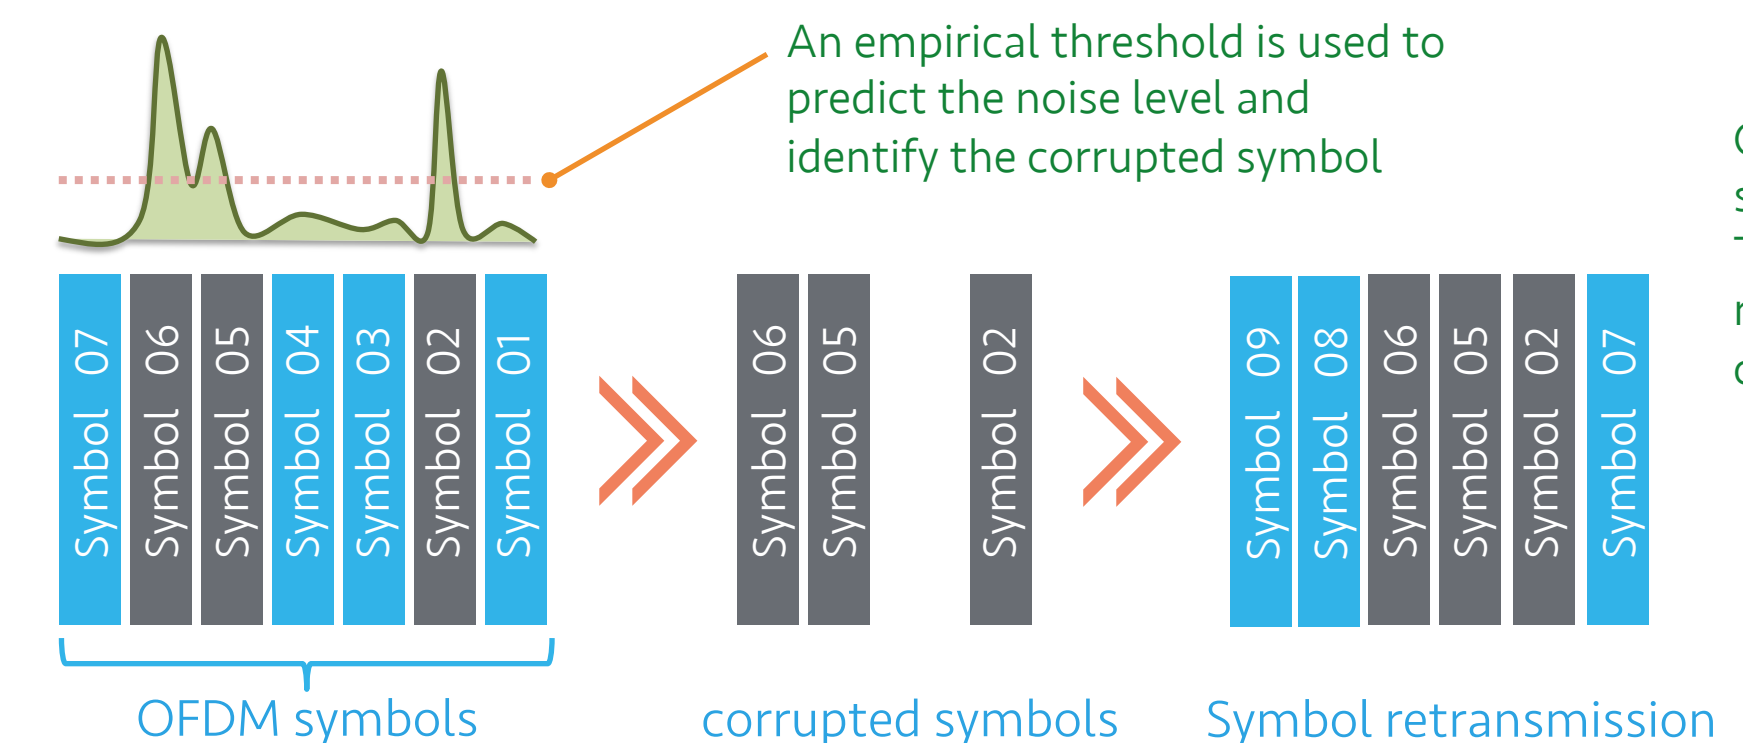 An empirical threshold is used to
predict the noise level and
identify the corrupted symbol
Symbol 07
Symbol 06
Symbol 05
Symbol 04
Symbol 03
Symbol 02
Symbol 01
Symbol 06
Symbol 05
Symbol 02
Symbol 09
Symbol 08
Symbol 06
Symbol 05
Symbol 02
Symbol 07
OFDM symbols
corrupted symbols
Symbol retransmission